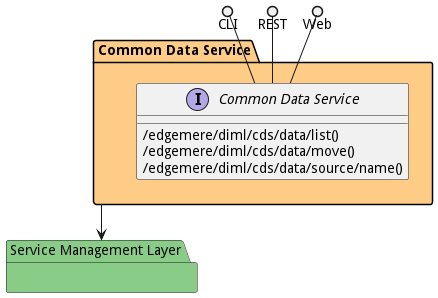 CLI
REST
Web
Common Data Service
I
Common Data Service
/edgemere/diml/cds/data/list()
/edgemere/diml/cds/data/move()
/edgemere/diml/cds/data/source/name()
Service Management Layer